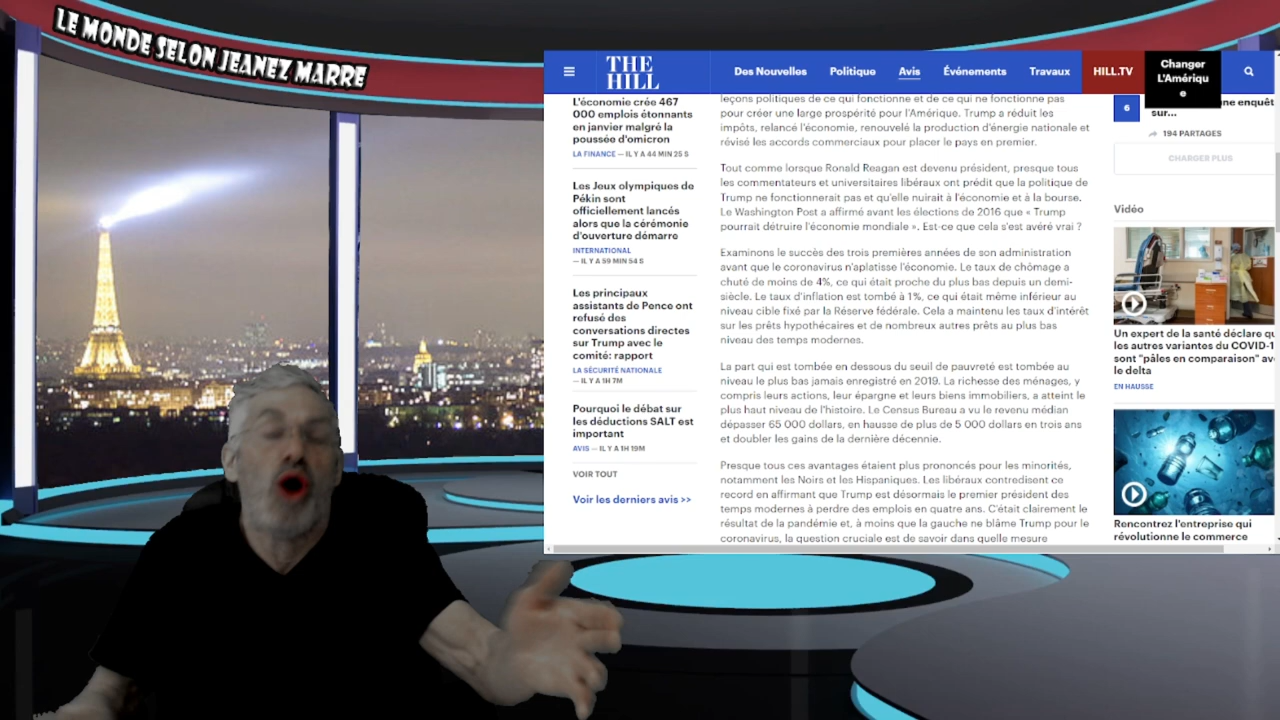 LE MONDE SELON JEANEZ MARRE
THE
HILL
Des Nouvelles
Politique
Avis
Événements
Travaux
HILL.TV
Changer
L'Amériqu
e
L'économie crée 467
000 emplois étonnants
en janvier malgré la
poussée d'omicron
LA FINANCE — IL Y A 44 MIN 25 S
Les Jeux olympiques de
Pékin sont
officiellement lancés
alors que la cérémonie
d'ouverture démarre
INTERNATIONAL
— IL Y A 59 MIN 54 S
Les principaux
assistants de Pence ont
refusé des
conversations directes
sur Trump avec le
comité: rapport
LA SÉCURITÉ NATIONALE
— IL Y A 1H 7M
Pourquoi le débat sur
les déductions SALT est
important
AVIS — IL Y A 1H 19M
VOIR TOUT
Voir les derniers avis >>
leçons politiques de ce qui fonctionne et de ce qui ne fonctionne pas
pour créer une large prospérité pour l'Amérique. Trump a réduit les
impôts, relancé l'économie, renouvelé la production d'énergie nationale et
révisé les accords commerciaux pour placer le pays en premier.
Tout comme lorsque Ronald Reagan est devenu président, presque tous
les commentateurs et universitaires libéraux ont prédit que la politique de
Trump ne fonctionnerait pas et qu'elle nuirait à l'économie et à la bourse.
Le Washington Post a affirmé avant les élections de 2016 que « Trump
pourrait détruire l'économie mondiale ». Est-ce que cela s'est avéré vrai ?
Examinons le succès des trois premières années de son administration
avant que le coronavirus n'aplatisse l'économie. Le taux de chômage a
chuté de moins de 4%, ce qui était proche du plus bas depuis un demi-
siècle. Le taux d'inflation est tombé à 1%, ce qui était même inférieur au
niveau cible fixé par la Réserve fédérale. Cela a maintenu les taux d'intérêt
sur les prêts hypothécaires et de nombreux autres prêts au plus bas
niveau des temps modernes.
La part qui est tombée en dessous du seuil de pauvreté est tombée au
niveau le plus bas jamais enregistré en 2019. La richesse des ménages, y
compris leurs actions, leur épargne et leurs biens immobiliers, a atteint le
plus haut niveau de l'histoire. Le Census Bureau a vu le revenu médian
dépasser 65 000 dollars, en hausse de plus de 5 000 dollars en trois ans
et doubler les gains de la dernière décennie.
Presque tous ces avantages étaient plus prononcés pour les minorités,
notamment les Noirs et les Hispaniques. Les libéraux contredisent ce
record en affirmant que Trump est désormais le premier président des
temps modernes à perdre des emplois en quatre ans. C'était clairement le
résultat de la pandémie et, à moins que la gauche ne blâme Trump pour le
coronavirus, la question cruciale est de savoir dans quelle mesure
6
ne enquêt
sur...
194 PARTAGES
CHARGER PLUS
Vidéo
Un expert de la santé déclare qu
les autres variantes du COVID-1
sont "pâles en comparaison" ave
le delta
EN HAUSSE
Rencontrez l'entreprise qui
révolutionne le commerce